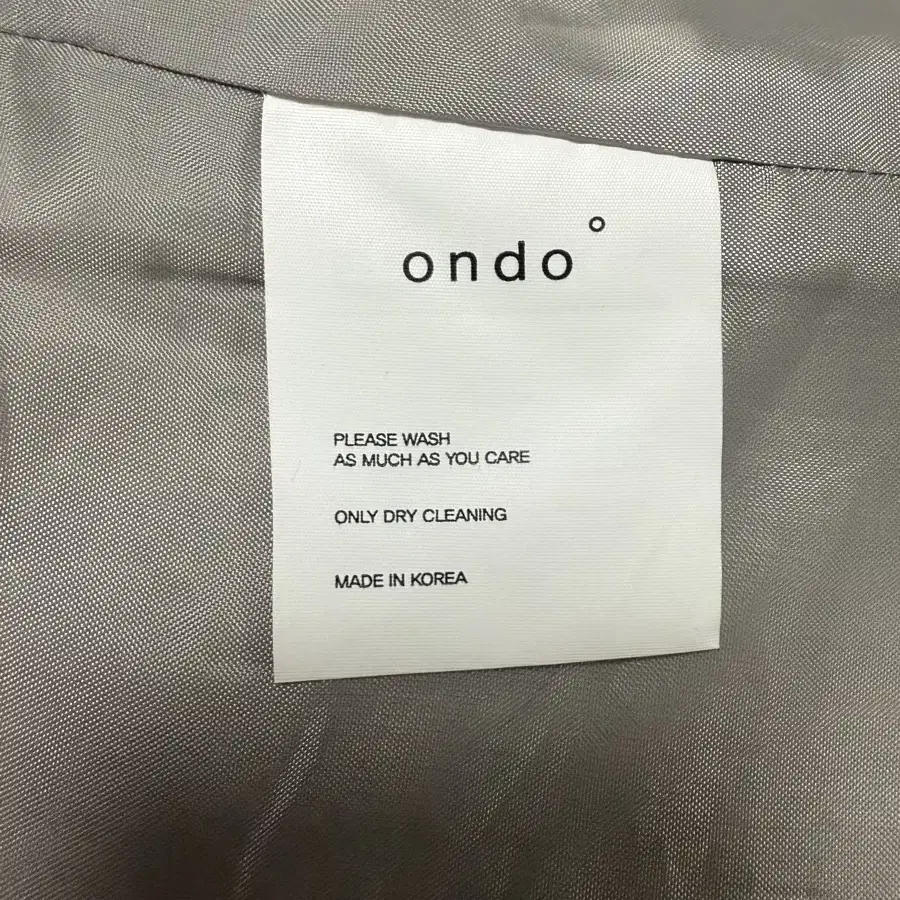 ondo°
PLEASE WASH
AS MUCH AS YOU CARE
ONLY DRY CLEANING
MADE IN KOREA